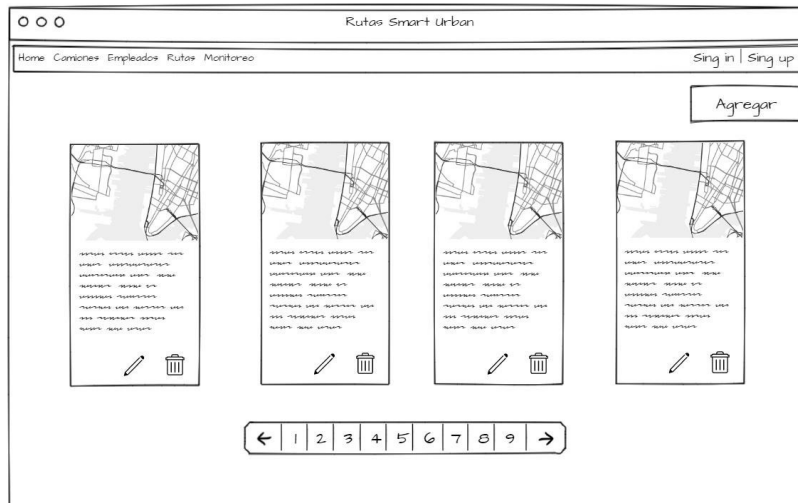 Rutas Smart Urban
Home Camiones Empleados Rutas Monitoreo Sing in | Sing up
Agregar
1 2 3 4 5 6 7 8 9